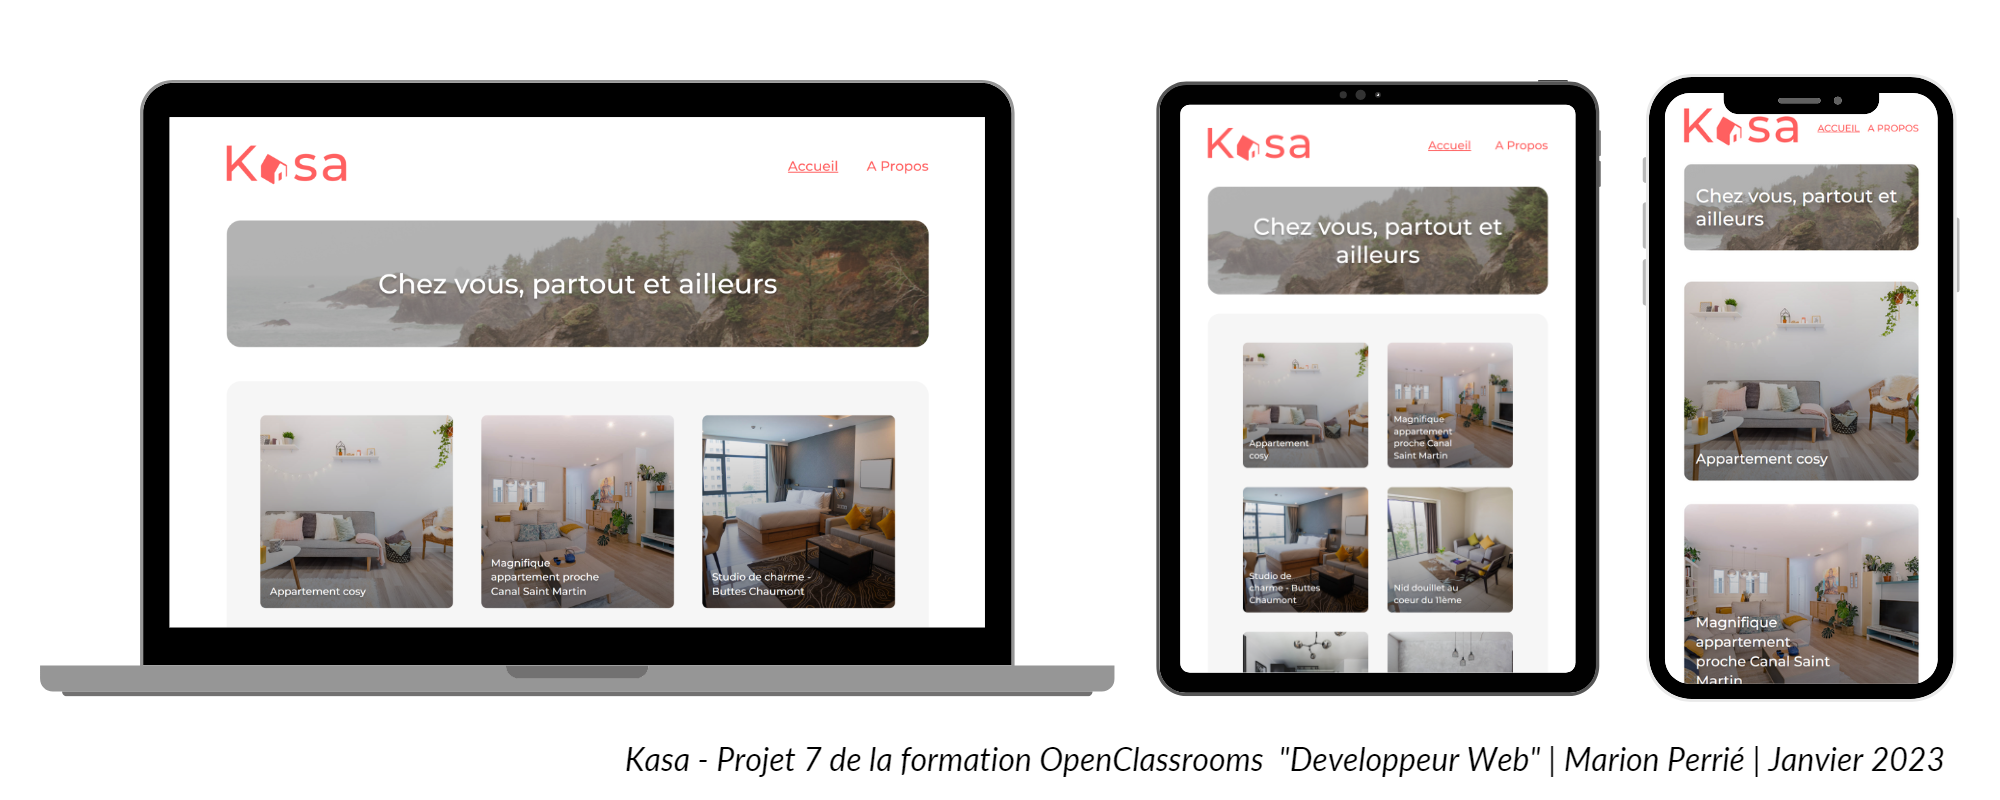 Kasa
Accueil
A Propos
Chez vous, partout et ailleurs
Appartement cosy
Magnifique
appartement proche
Canal Saint Martin
Studio de charme -
Buttes Chaumont
Kasa
Accueil
A Propos
Chez vous, partout et
ailleurs
Appartement
cosy
Magnifique
appartement
proche Canal
Saint Martin
Studio de
charme - Buttes
Chaumont
Nid douillet au
coeur du 11ème
Kasa
ACCUEIL
A PROPOS
Chez vous, partout et
ailleurs
Appartement cosy
Magnifique
appartement
proche Canal Saint
Martin
Kasa - Projet 7 de la formation OpenClassrooms "Developpeur Web" | Marion Perrié | Janvier 2023